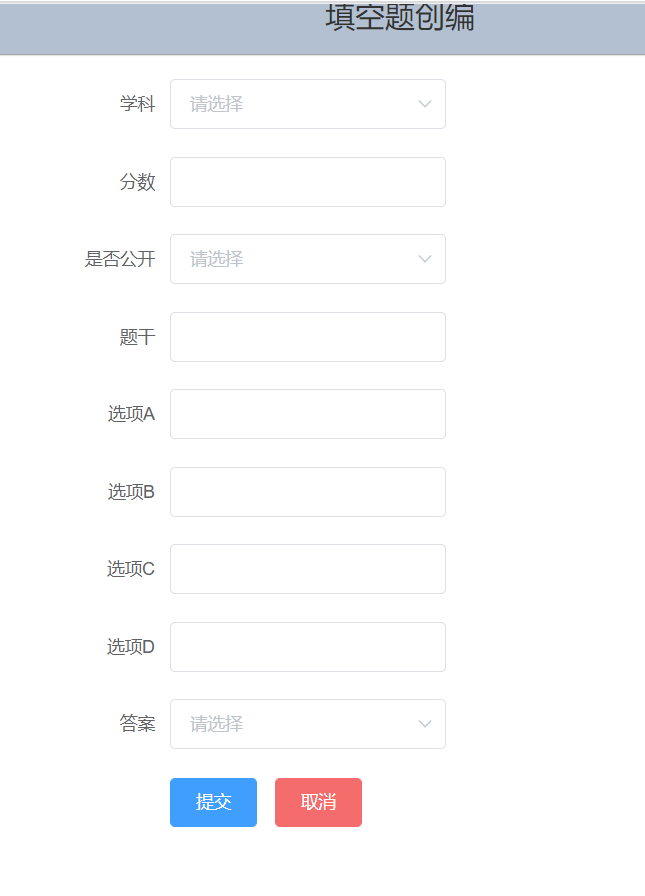 填空题创编
学科 请选择
分数
是否公开 请选择
题干
选项A
选项B
选项C
选项D
答案 请选择
提交 取消